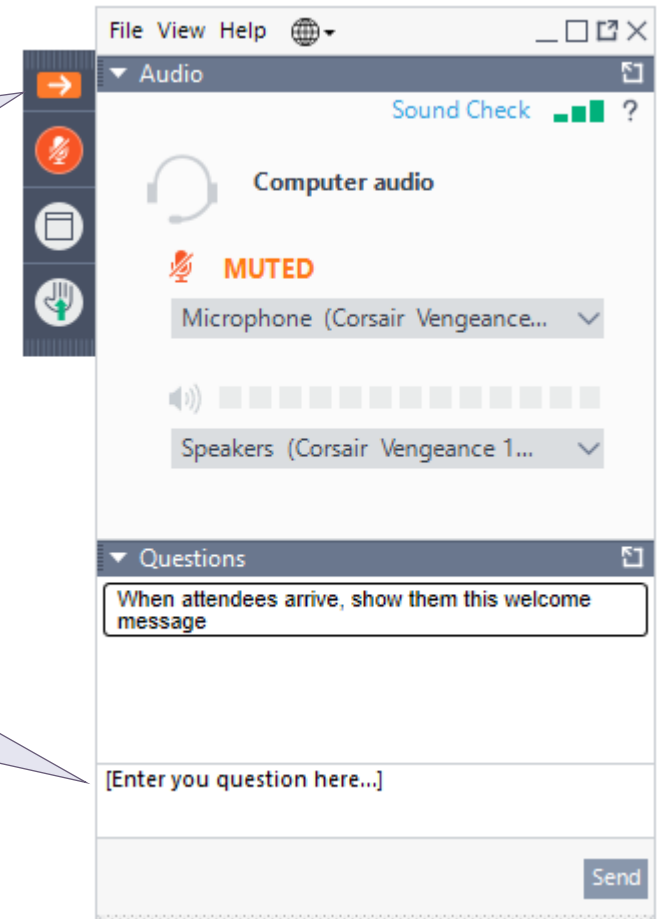 File View Help
Audio
Sound Check ?
Computer audio
MUTED
Microphone (Corsair Vengeance...
Speakers (Corsair Vengeance 1...
Questions
When attendees arrive, show them this welcome
message
[Enter you question here...]
Send